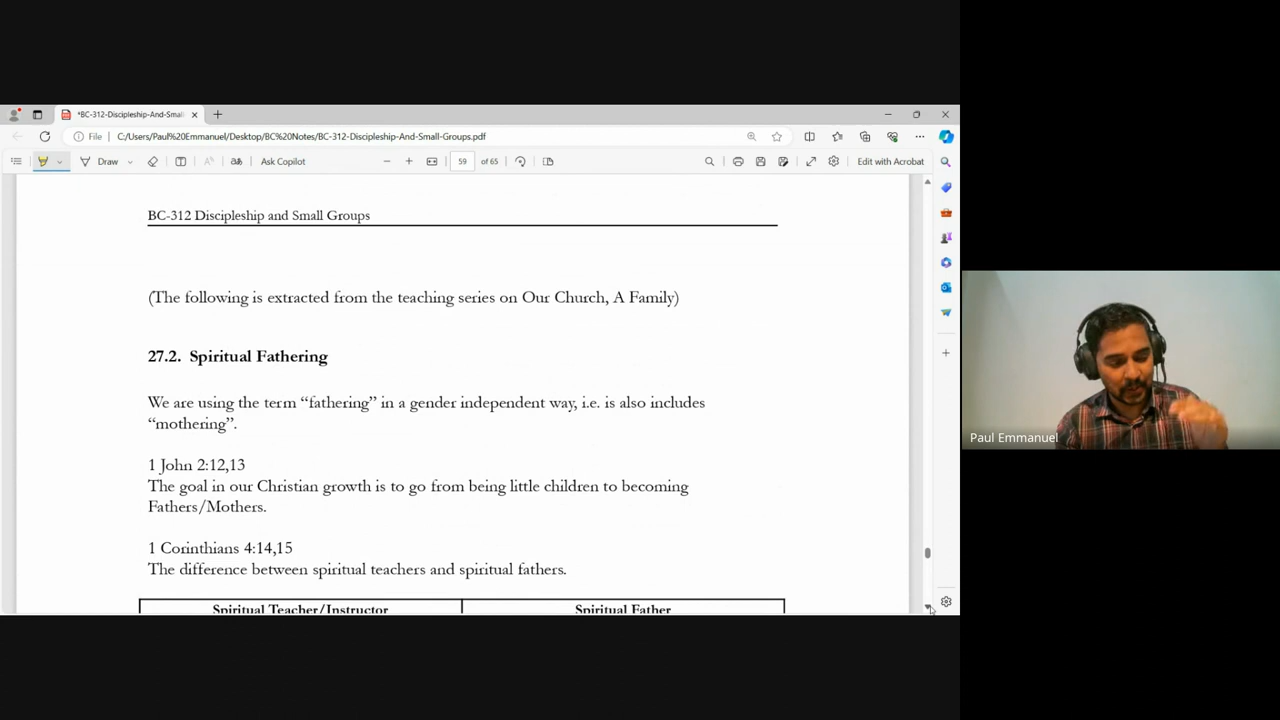 *BC-312-Discipleship-And-Small
File
C:/Users/Paul%20Emmanuel/Desktop/BC%20Notes/BC-312-Discipleship-And-Small-Groups.pdf
Draw
Ask Copilot
59
of 65
Edit with Acrobat
BC-312 Discipleship and Small Groups
(The following is extracted from the teaching series on Our Church, A Family)
27.2. Spiritual Fathering
We are using the term “fathering” in a gender independent way, i.e. is also includes
“mothering”.
1 John 2:12,13
The goal in our Christian growth is to go from being little children to becoming
Fathers/Mothers.
1 Corinthians 4:14,15
The difference between spiritual teachers and spiritual fathers.
Spiritual Teacher/Instructor
Spiritual Father
Paul Emmanuel